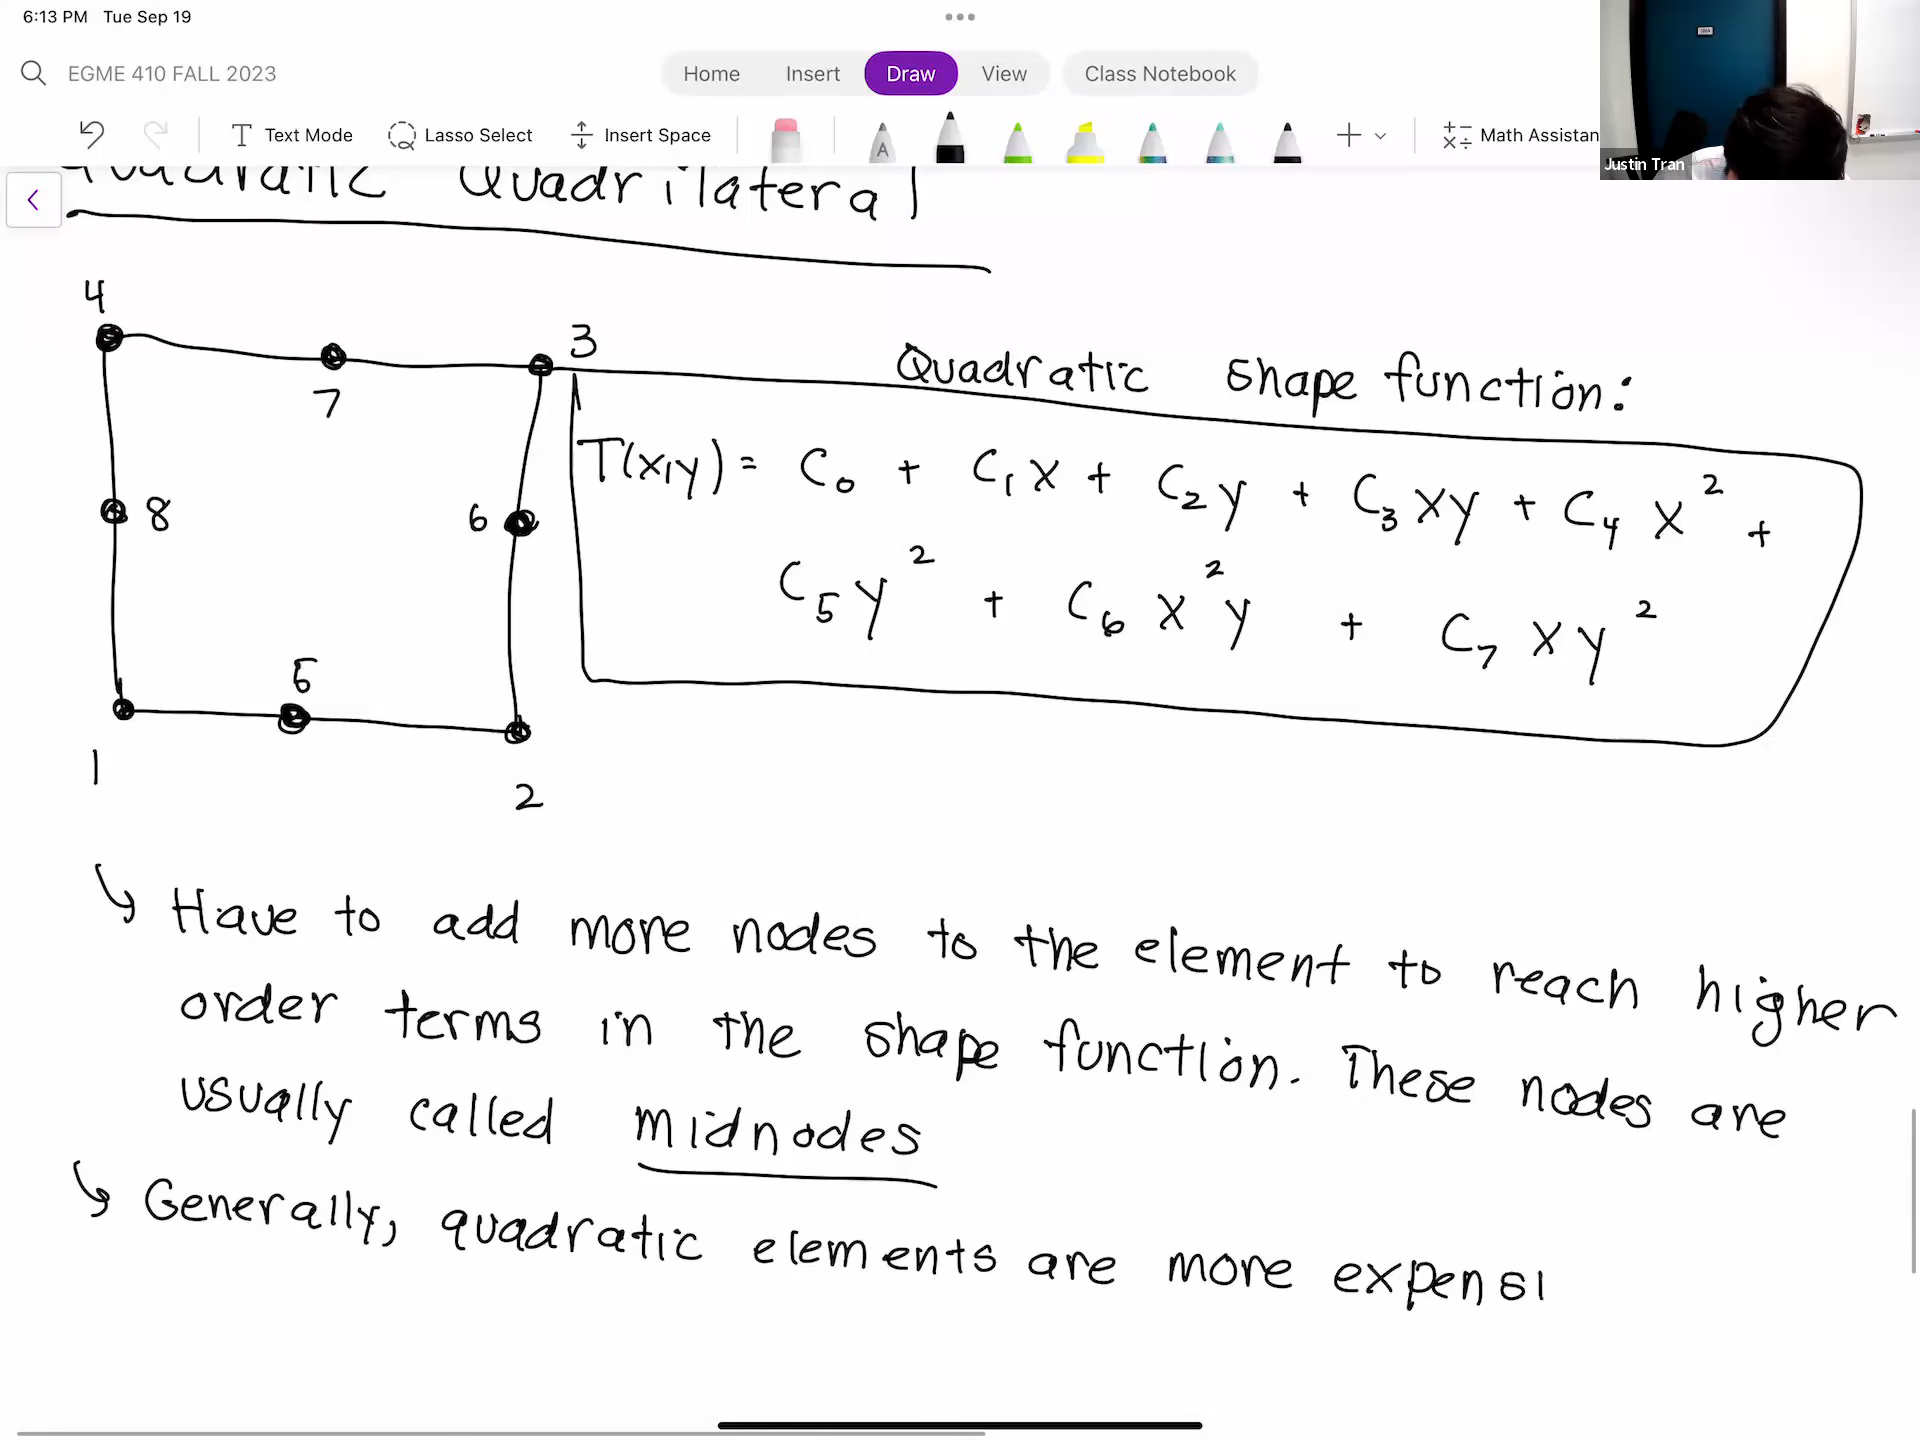 6:13 PM Tue Sep 19
EGME 410 FALL 2023
Home Insert Draw View Class Notebook
Text Mode Lasso Select Insert Space A Math Assistan
Justin Tran
Quadratic Quadrilateral
4
3
7
8
6
5
1
2
Quadratic shape function:
T(x,y) = C₀ + C₁x + C₂y + C₃xy + C₄x² +
C₅y² + C₆x²y + C₇xy²
↳ Have to add more nodes to the element to reach higher
order terms in the shape function. These nodes are
usually called midnodes
↳ Generally, quadratic elements are more expensi